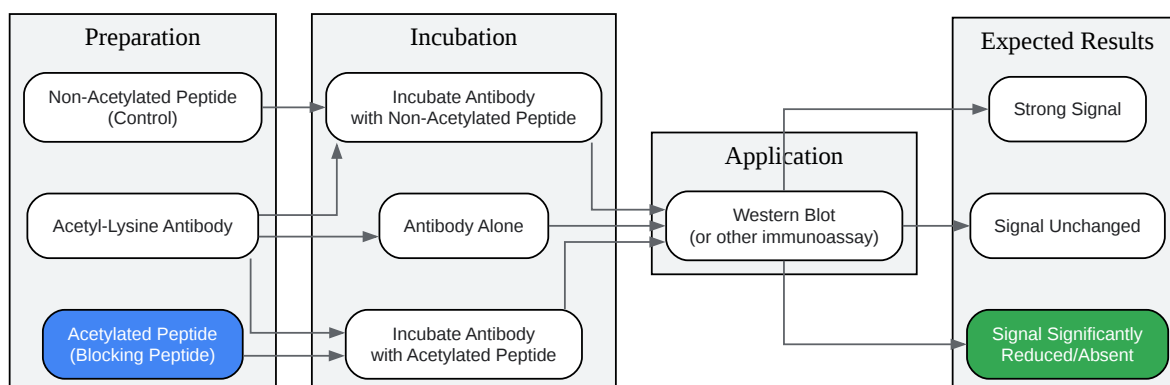 Preparation
Non-Acetylated Peptide
(Control)
Acetyl-Lysine Antibody
Acetylated Peptide
(Blocking Peptide)
Incubation
Incubate Antibody
with Non-Acetylated Peptide
Antibody Alone
Incubate Antibody
with Acetylated Peptide
Application
Western Blot
(or other immunoassay)
Expected Results
Strong Signal
Signal Unchanged
Signal Significantly
Reduced/Absent